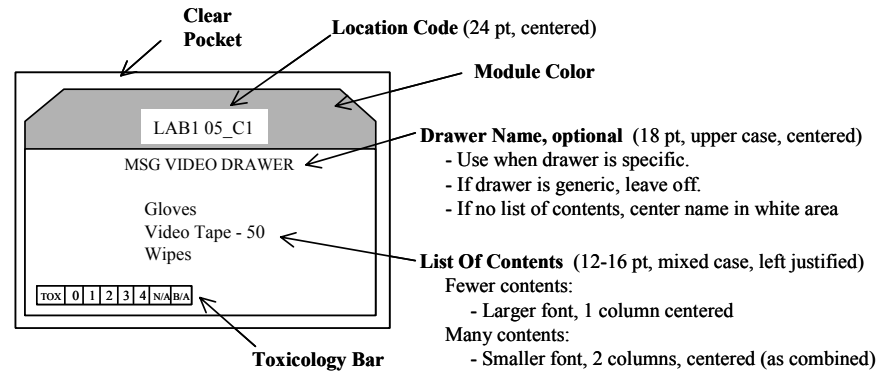 Clear
Pocket
Location Code (24 pt, centered)
Module Color
LAB1 05_C1
Drawer Name, optional (18 pt, upper case, centered)
- Use when drawer is specific.
- If drawer is generic, leave off.
- If no list of contents, center name in white area
MSG VIDEO DRAWER
Gloves
Video Tape - 50
Wipes
List Of Contents (12-16 pt, mixed case, left justified)
Fewer contents:
- Larger font, 1 column centered
Many contents:
- Smaller font, 2 columns, centered (as combined)
TOX 0 1 2 3 4 N/A B/A
Toxicology Bar